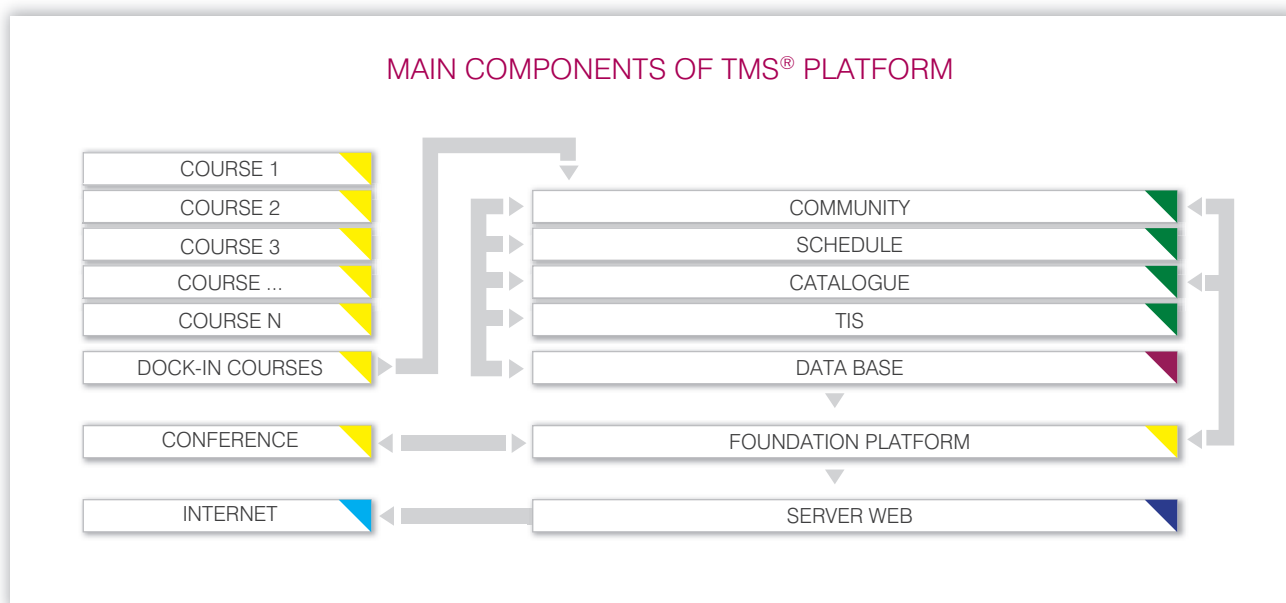 MAIN COMPONENTS OF TMS® PLATFORM
COURSE 1
COURSE 2
COURSE 3
COURSE ...
COURSE N
DOCK-IN COURSES
CONFERENCE
INTERNET
COMMUNITY
SCHEDULE
CATALOGUE
TIS
DATA BASE
FOUNDATION PLATFORM
SERVER WEB